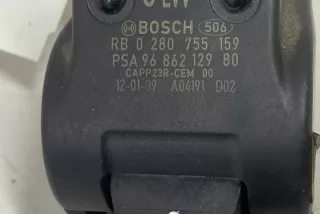 BOSCH 506
RB 0 280 755 159
PSA 96 862 129 80
CAPP23R-CEM 00
12-01-09 A04191 D02